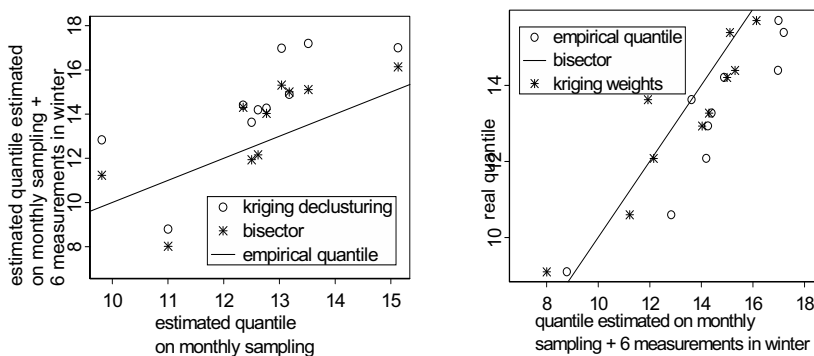 estimated quantile estimated
on monthly sampling +
6 measurements in winter
16
14
12
10
8
kriging declusturing
bisector
empirical quantile
10 11 12 13 14 15
estimated quantile
on monthly sampling
real quantile
14
12
10
empirical quantile
bisector
kriging weights
8 10 12 14 16 18
quantile estimated on monthly
sampling + 6 measurements in winter